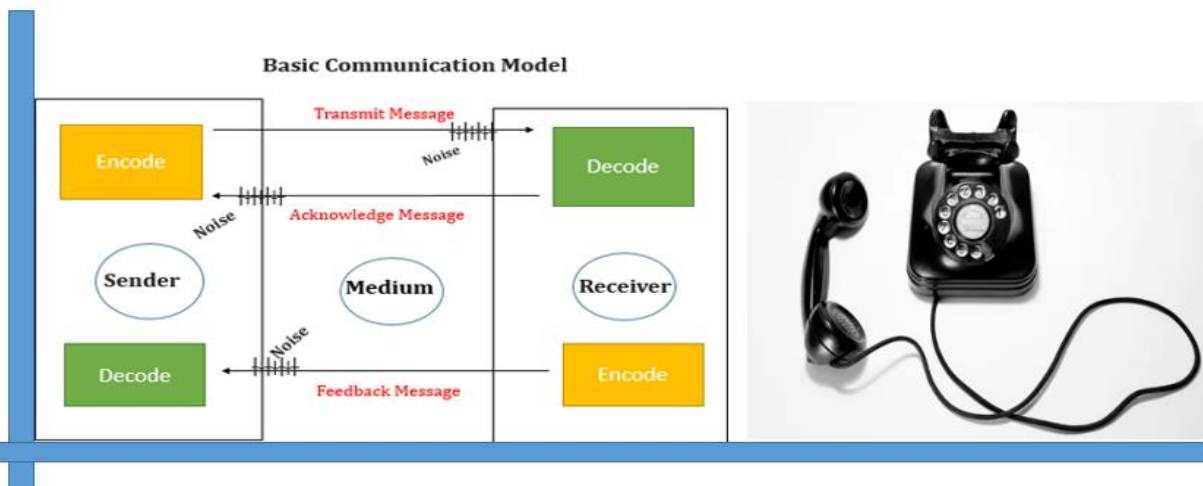 Basic Communication Model
Transmit Message
Encode
Noise
Decode
Noise
Acknowledge Message
Sender
Medium
Receiver
Noise
Decode
Feedback Message
Encode